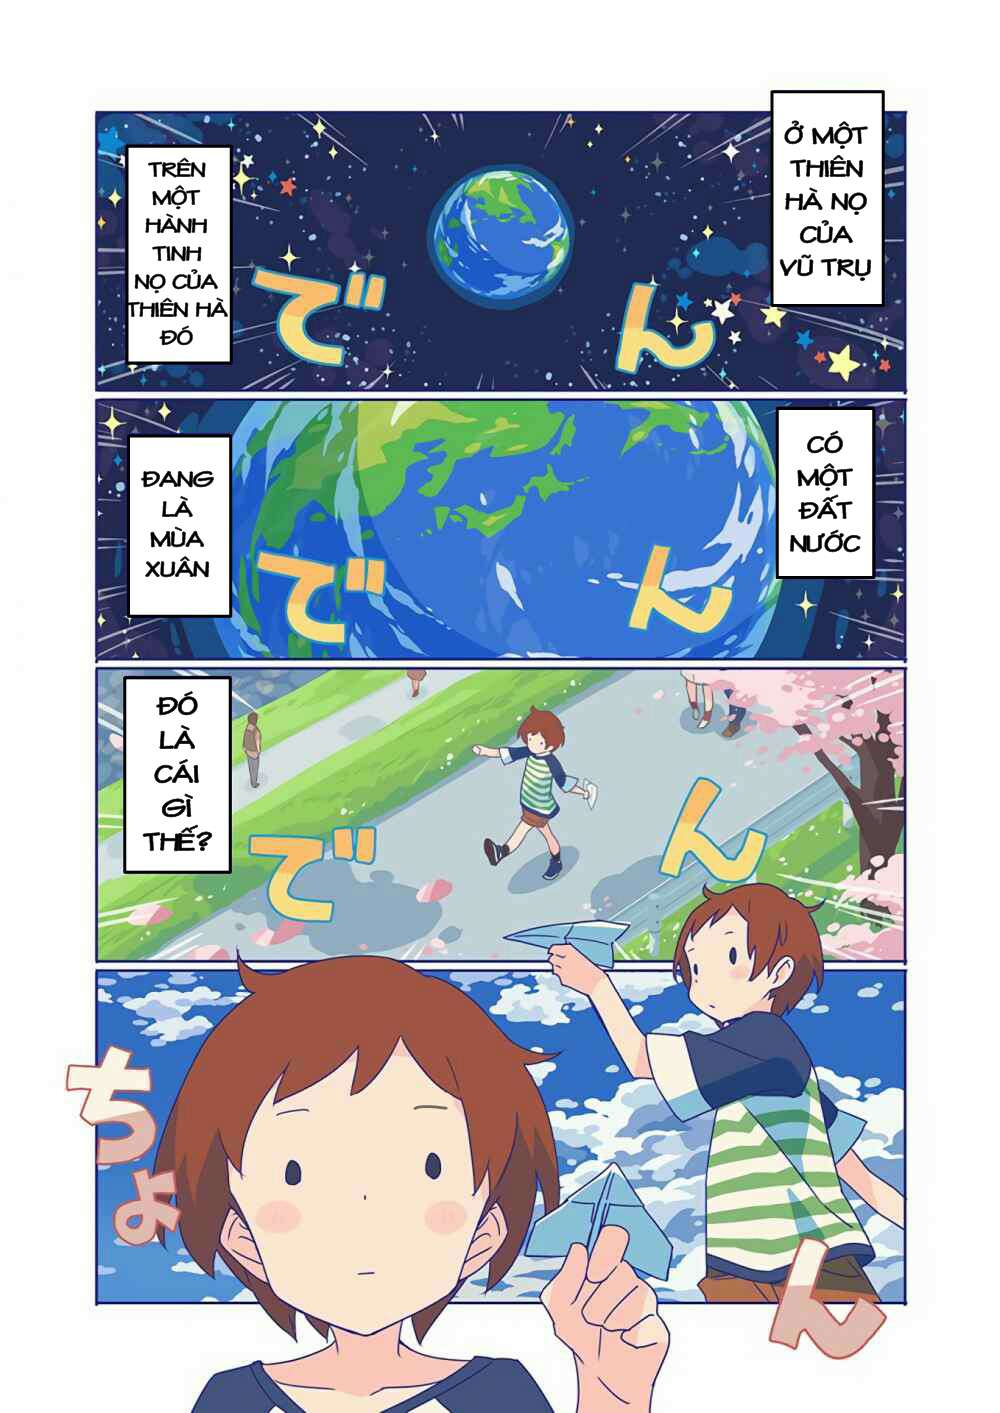 Ở MỘT
THIÊN
HÀ NỌ
CỦA
VŨ TRỤ
TRÊN
MỘT
HÀNH
TINH
NỌ CỦA
THIÊN HÀ
ĐÓ
でん
CÓ
MỘT
ĐẤT
NƯỚC
ĐANG
LÀ
MÙA
XUÂN
でん
ĐÓ
LÀ
CÁI
GÌ
THẾ?
でん
ちょん